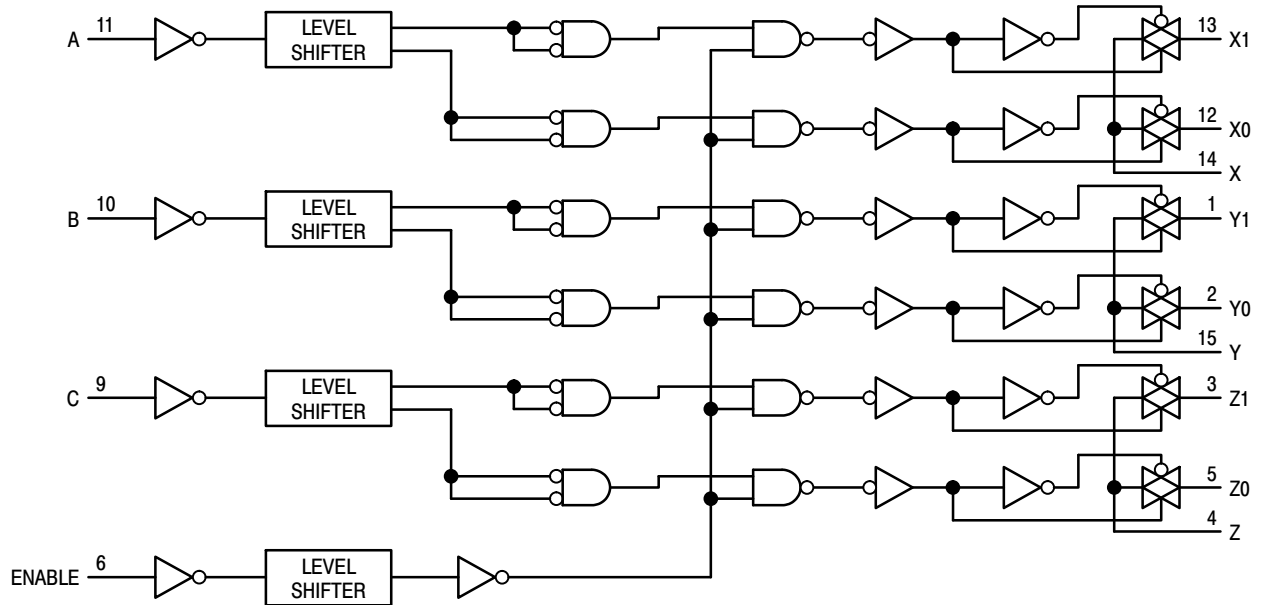 A 11
LEVEL
SHIFTER
13 X1
12 X0
14 X
B 10
LEVEL
SHIFTER
1 Y1
2 Y0
15 Y
C 9
LEVEL
SHIFTER
3 Z1
5 Z0
4 Z
ENABLE 6
LEVEL
SHIFTER